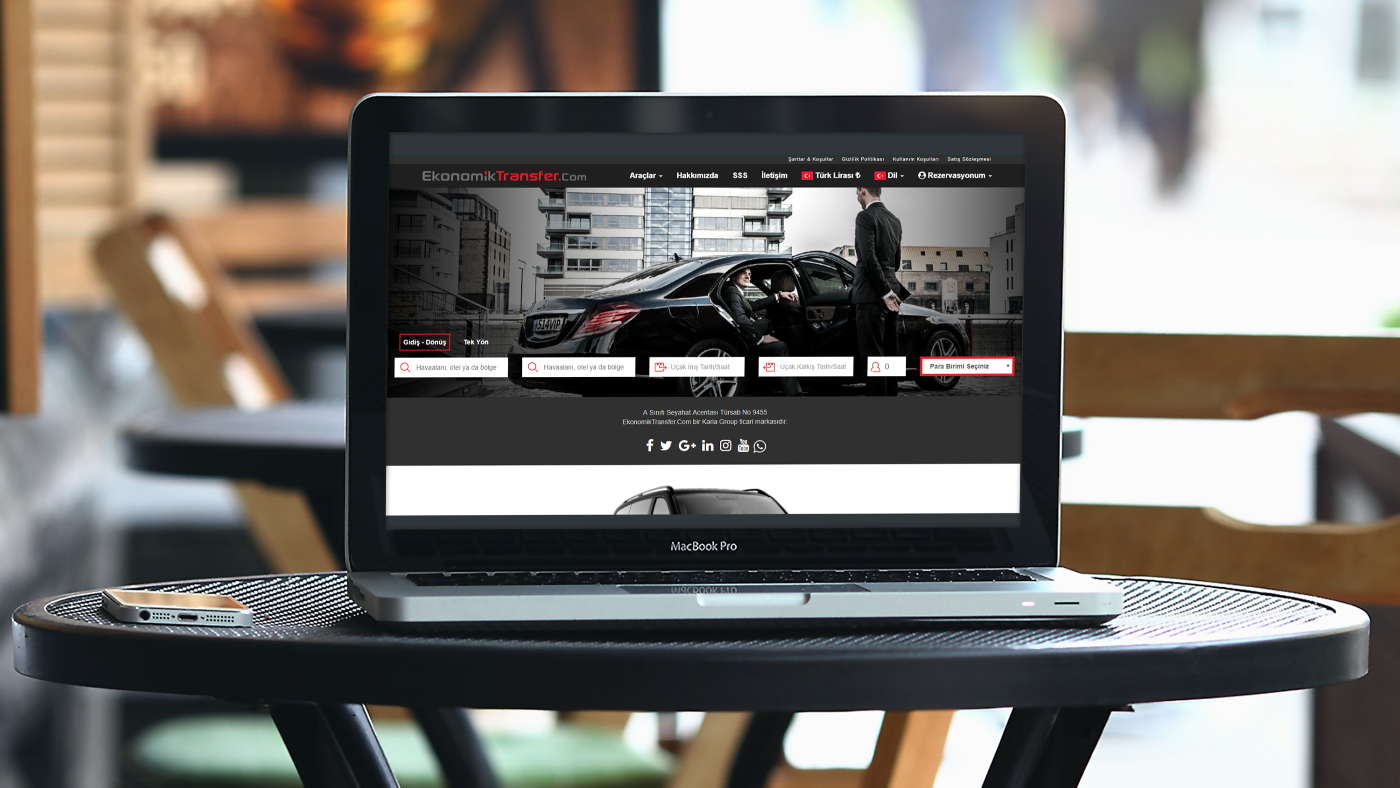 Şartlar & Koşullar Gizlilik Politikası Kullanım Koşulları Satış Sözleşmesi
EkonomikTransfer.Com Araçlar Hakkımızda SSS İletişim Türk Lirası ₺ Dil Rezervasyonum
Gidiş - Dönüş Tek Yön
Havaalanı, otel ya da bölge Havaalanı, otel ya da bölge Uçak İniş Tarih/Saat Uçak Kalkış Tarih/Saat 0 Para Birimi Seçiniz
A Sınıfı Seyahat Acentası Türsab No 9455
EkonomikTransfer.Com bir Karla Group ticari markasıdır.
MacBook Pro